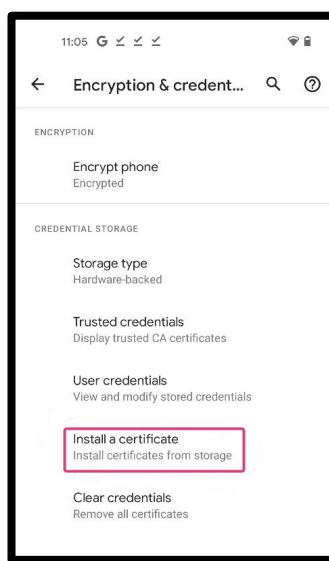 11:05 G
Encryption & credent...
ENCRYPTION
Encrypt phone
Encrypted
CREDENTIAL STORAGE
Storage type
Hardware-backed
Trusted credentials
Display trusted CA certificates
User credentials
View and modify stored credentials
Install a certificate
Install certificates from storage
Clear credentials
Remove all certificates